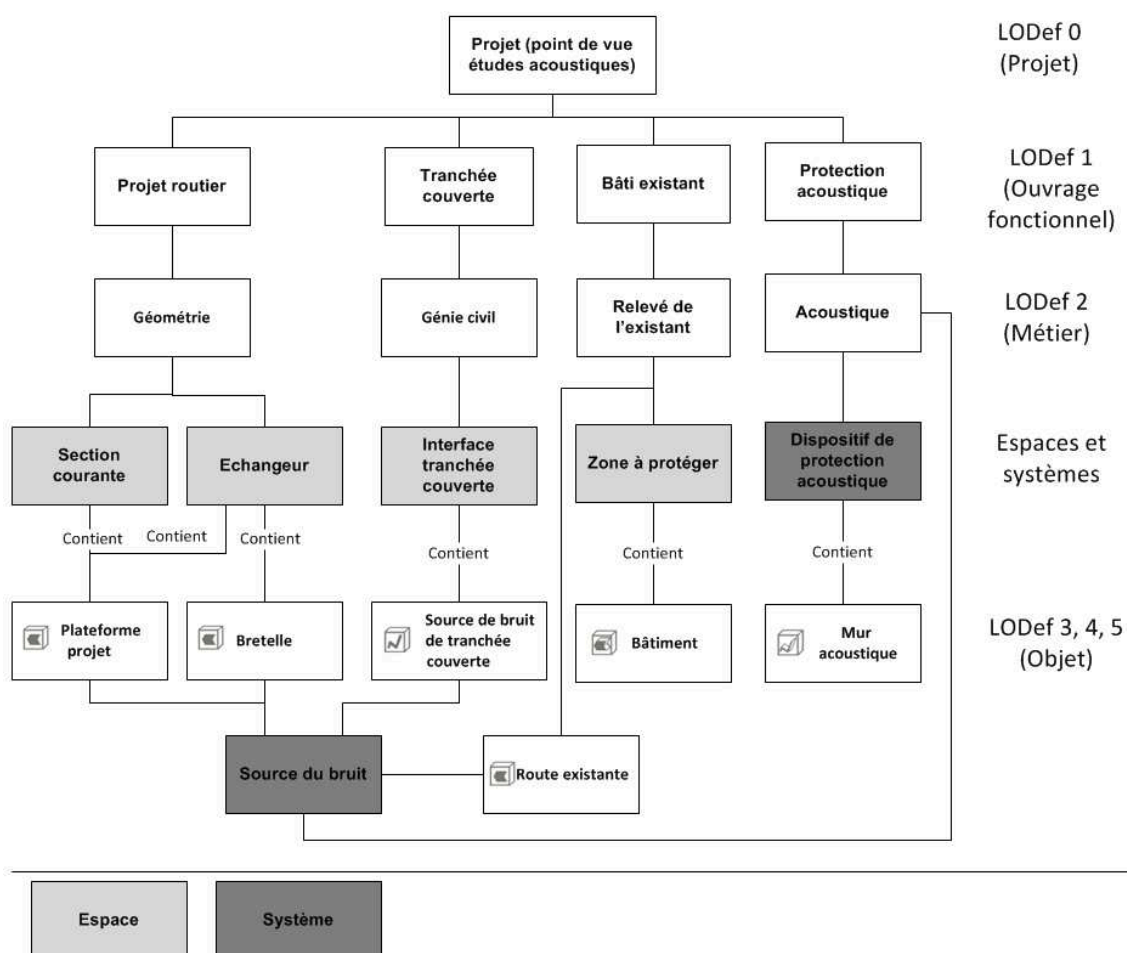 Projet (point de vue
études acoustiques)
LODef 0
(Projet)
Projet routier
Tranchée
couverte
Bâti existant
Protection
acoustique
LODef 1
(Ouvrage
fonctionnel)
Géométrie
Génie civil
Relevé de
l'existant
Acoustique
LODef 2
(Métier)
Section
courante
Echangeur
Interface
tranchée
couverte
Zone à protéger
Dispositif de
protection
acoustique
Espaces et
systèmes
Contient
Contient
Contient
Contient
Contient
Contient
Plateforme
projet
Bretelle
Source de bruit
de tranchée
couverte
Bâtiment
Mur
acoustique
LODef 3, 4, 5
(Objet)
Source du bruit
Route existante
Espace
Système